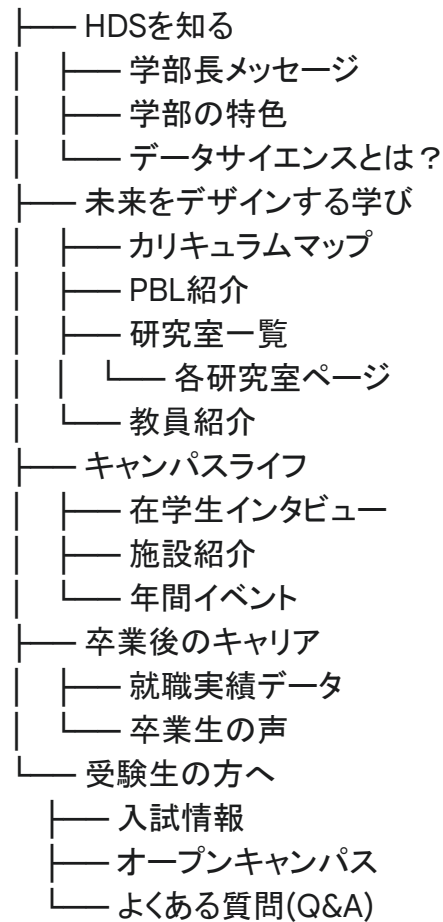 ├── HDSを知る
│   ├── 学部長メッセージ
│   ├── 学部の特色
│   └── データサイエンスとは？
├── 未来をデザインする学び
│   ├── カリキュラムマップ
│   ├── PBL紹介
│   ├── 研究室一覧
│   │   └── 各研究室ページ
│   └── 教員紹介
├── キャンパスライフ
│   ├── 在学生インタビュー
│   ├── 施設紹介
│   └── 年間イベント
├── 卒業後のキャリア
│   ├── 就職実績データ
│   └── 卒業生の声
└── 受験生の方へ
    ├── 入試情報
    ├── オープンキャンパス
    └── よくある質問(Q&A)